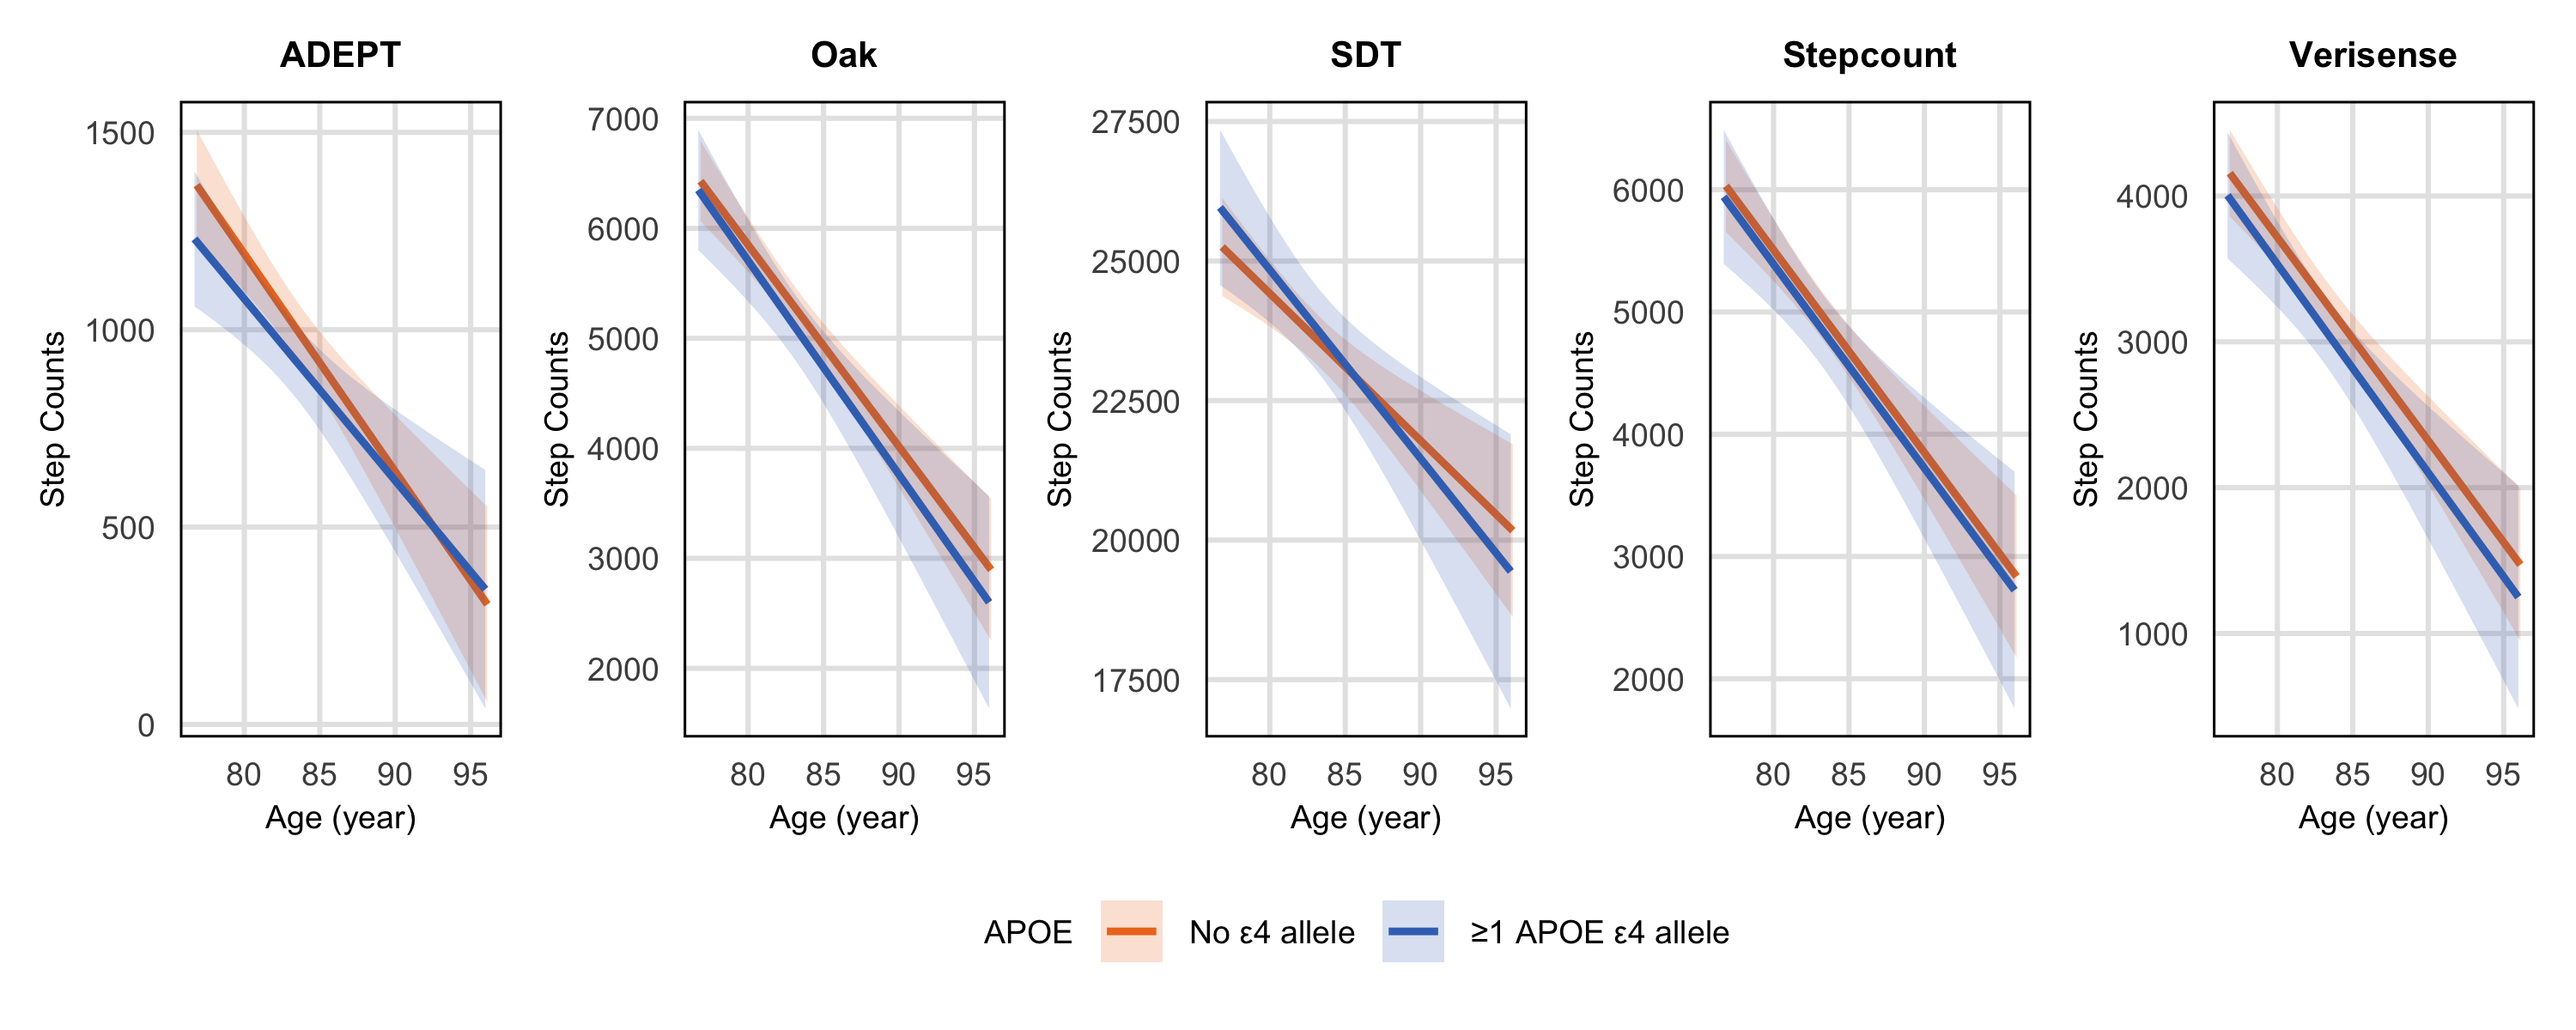 ADEPT
Oak
SDT
Stepcount
Verisense
Step Counts
1500
1000
500
0
80 85 90 95
Age (year)
Step Counts
7000
6000
5000
4000
3000
2000
80 85 90 95
Age (year)
Step Counts
27500
25000
22500
20000
17500
80 85 90 95
Age (year)
Step Counts
6000
5000
4000
3000
2000
80 85 90 95
Age (year)
Step Counts
4000
3000
2000
1000
80 85 90 95
Age (year)
APOE No ε4 allele ≥1 APOE ε4 allele